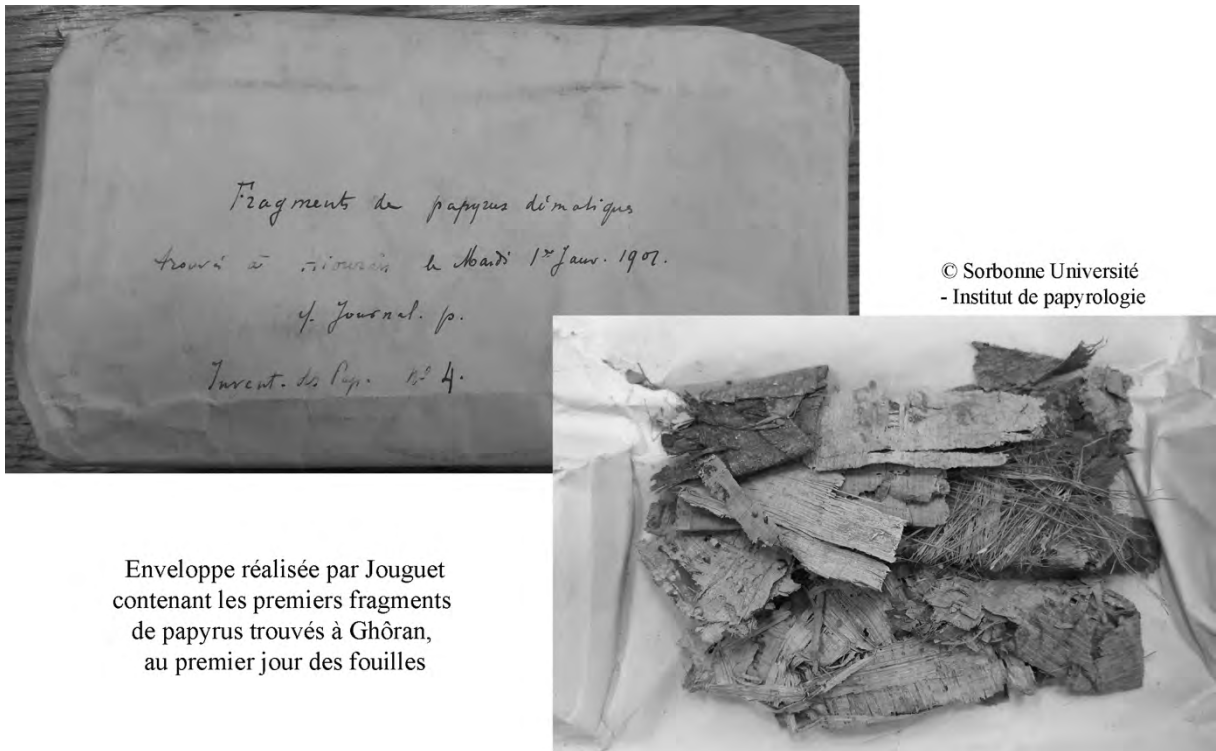 Fragments de papyrus démotiques
trouvés à le Mardi 1er Janv. 1901.
cf. Journal. p.
Invent. des Pap. No 4.
© Sorbonne Université
- Institut de papyrologie
Enveloppe réalisée par Jouguet
contenant les premiers fragments
de papyrus trouvés à Ghôran,
au premier jour des fouilles